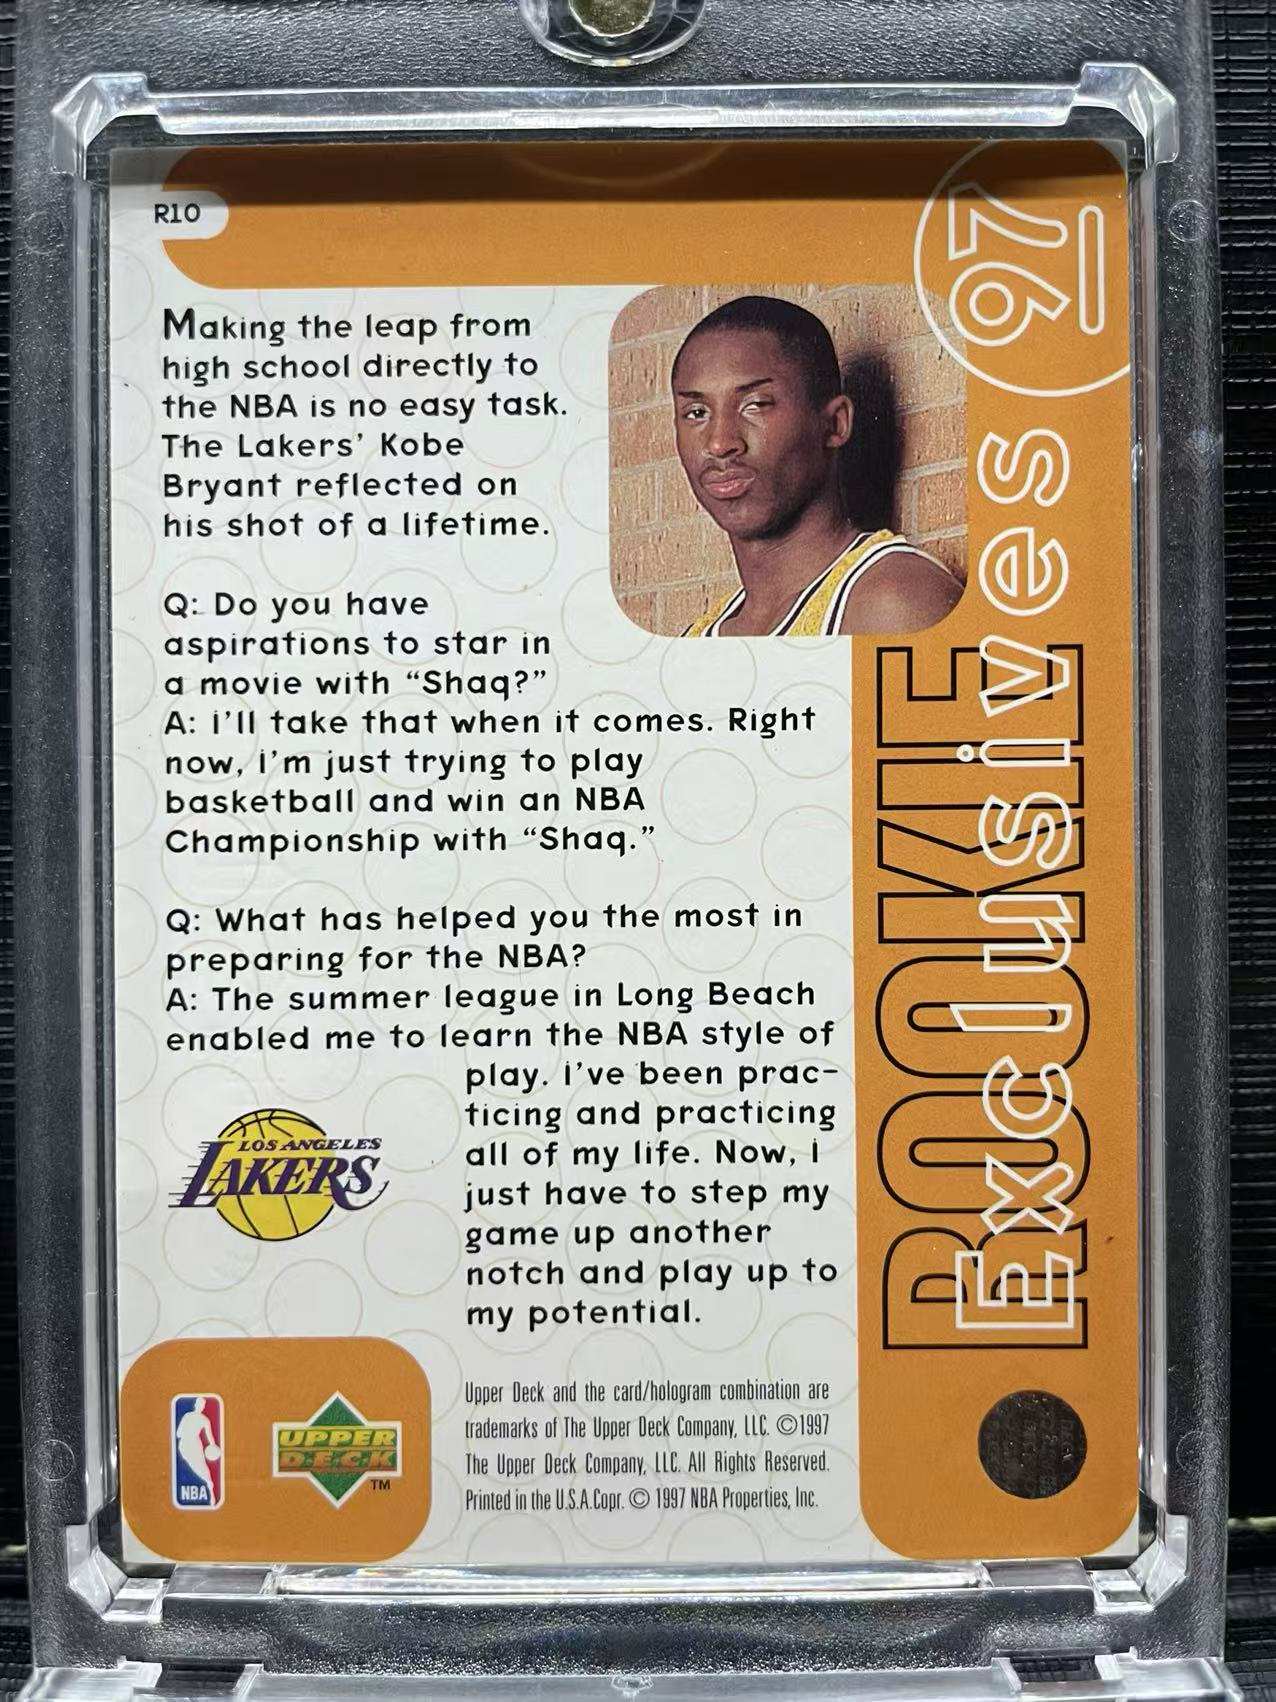 R10
Making the leap from
high school directly to
the NBA is no easy task.
The Lakers' Kobe
Bryant reflected on
his shot of a lifetime.
Q: Do you have
aspirations to star in
a movie with “Shaq?”
A: I'll take that when it comes. Right
now, I'm just trying to play
basketball and win an NBA
Championship with “Shaq.”
Q: What has helped you the most in
preparing for the NBA?
A: The summer league in Long Beach
enabled me to learn the NBA style of
play. I've been prac-
ticing and practicing
all of my life. Now, I
just have to step my
game up another
notch and play up to
my potential.
LOS ANGELES
LAKERS
NBA
UPPER
DECK
TM
Upper Deck and the card/hologram combination are
trademarks of The Upper Deck Company, LLC. ©1997
The Upper Deck Company, LLC. All Rights Reserved.
Printed in the U.S.A.Copr. © 1997 NBA Properties, Inc.
ROOKIE
Exclusives 97